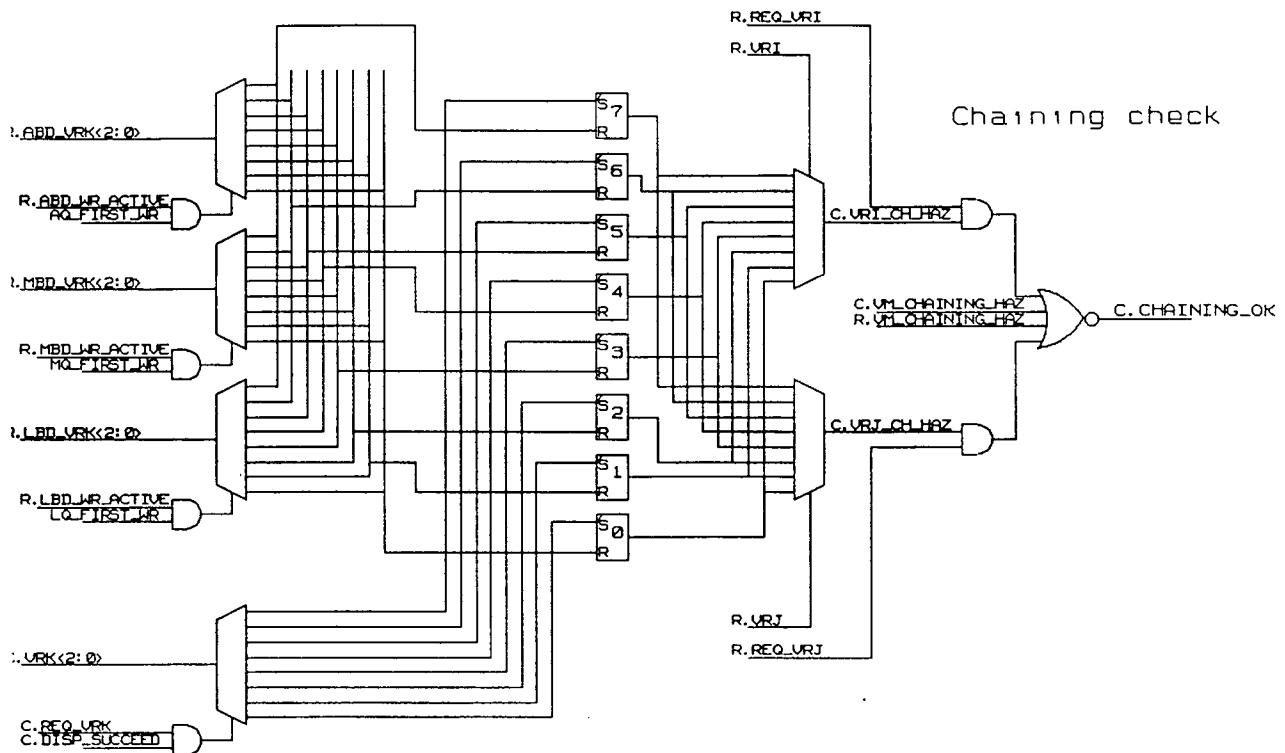 R.REQ_VRI
R.VRI
Chaining check
R.ABD_VRK<2:0>
R.ABD_WR_ACTIVE
AQ_FIRST_WR
R.MBD_VRK<2:0>
R.MBD_WR_ACTIVE
MQ_FIRST_WR
R.LBD_VRK<2:0>
R.LBD_WR_ACTIVE
LQ_FIRST_WR
C.VRK<2:0>
C.REQ_VRK
C.DISP_SUCCEED
S 7
R
S 6
R
S 5
R
S 4
R
S 3
R
S 2
R
S 1
R
S 0
R
C.VRI_CH_HAZ
C.VM_CHAINING_HAZ
R.VM_CHAINING_HAZ
C.CHAINING_OK
C.VRJ_CH_HAZ
R.VRJ
R.REQ_VRJ